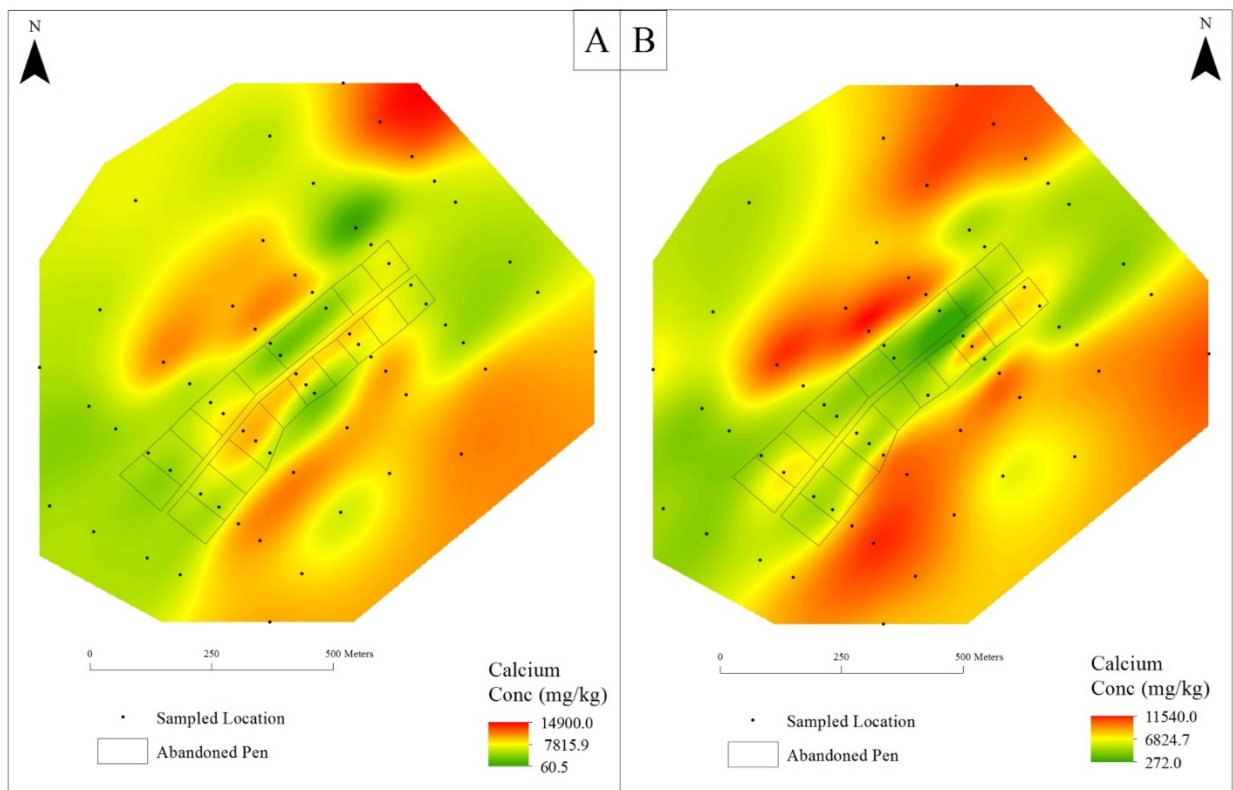 N
A
B
N
0
250
500 Meters
Calcium
Conc (mg/kg)
14900.0
7815.9
60.5
Sampled Location
Abandoned Pen
0
250
500 Meters
Calcium
Conc (mg/kg)
11540.0
6824.7
272.0
Sampled Location
Abandoned Pen